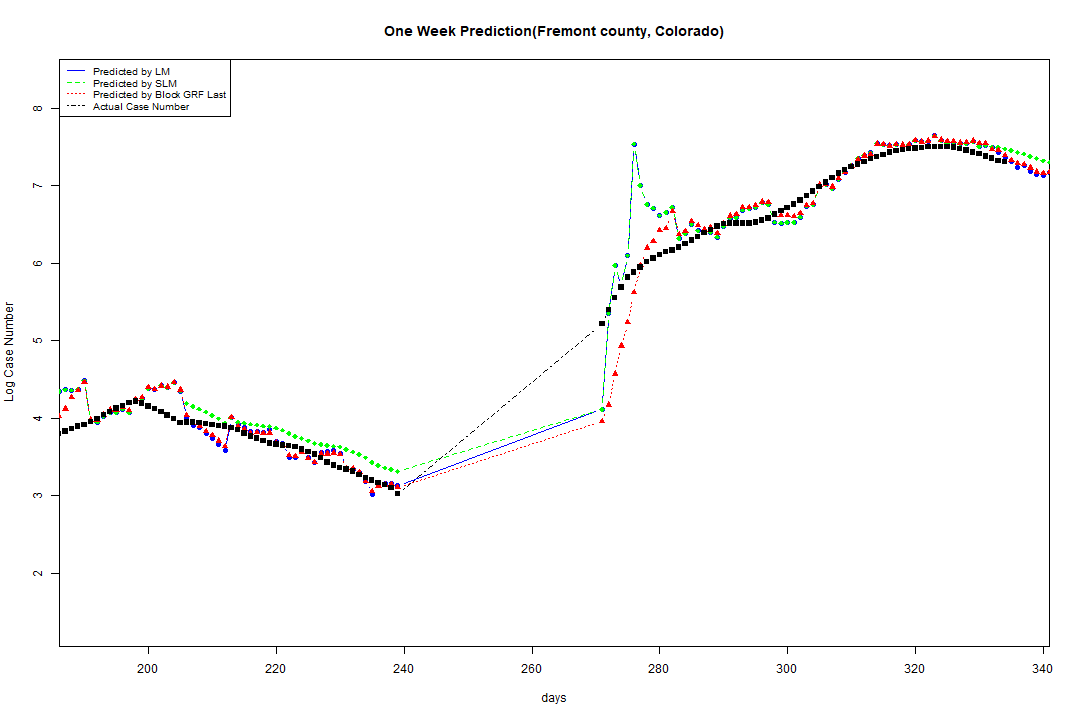 One Week Prediction(Fremont county, Colorado)
Predicted by LM
Predicted by SLM
Predicted by Block GRF Last
Actual Case Number
8
7
6
5
4
3
2
Log Case Number
200 220 240 260 280 300 320 340
days